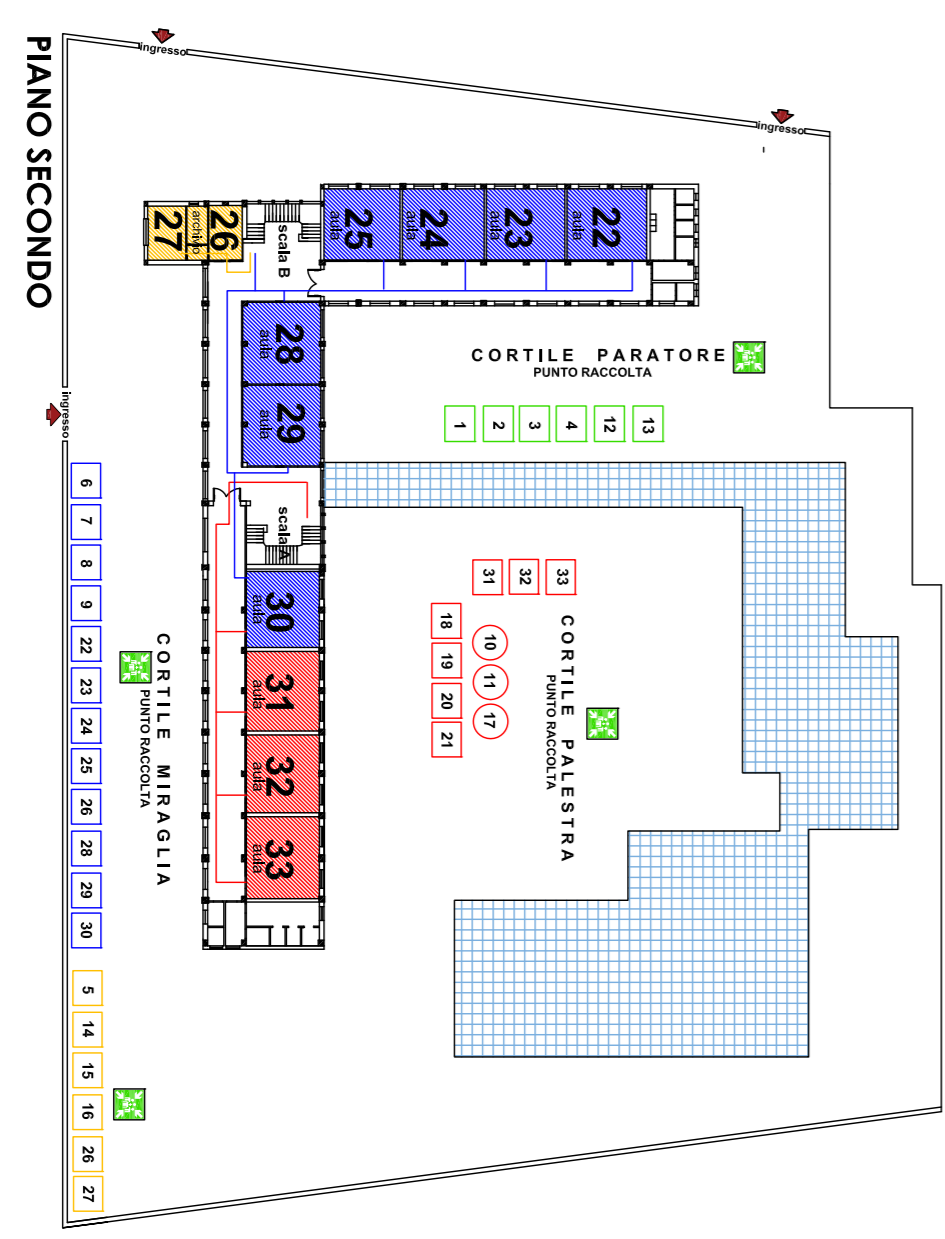 PIANO SECONDO
ingresso
ingresso
ingresso
25
aula
24
aula
23
aula
22
aula
27
archivio
26
scala B
28
aula
29
aula
scala A
30
aula
31
aula
32
aula
33
aula
CORTILE PARATORE
PUNTO RACCOLTA
1
2
3
4
12
13
31
32
33
18
19
20
21
10
11
17
CORTILE PALESTRA
PUNTO RACCOLTA
CORTILE MIRAGLIA
PUNTO RACCOLTA
6
7
8
9
22
23
24
25
26
28
29
30
5
14
15
16
26
27